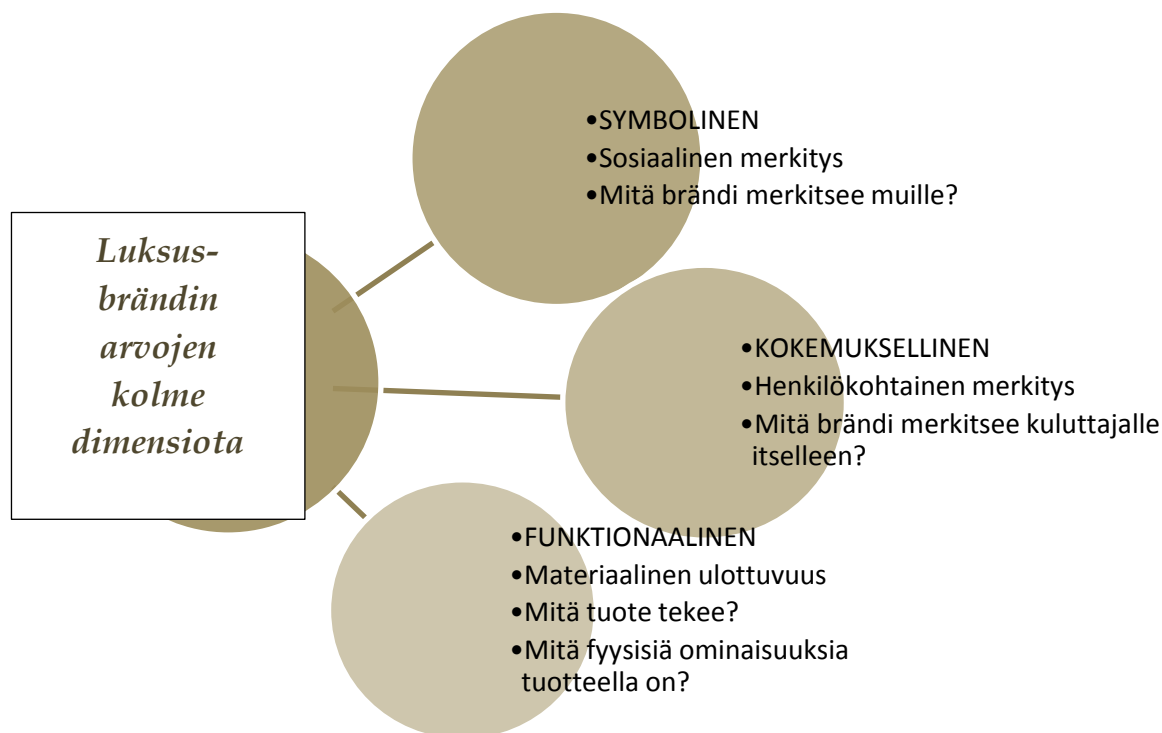 Luksus-
brändin
arvojen
kolme
dimensiota
•SYMBOLINEN
•Sosiaalinen merkitys
•Mitä brändi merkitsee muille?
•KOKEMUKSELLINEN
•Henkilökohtainen merkitys
•Mitä brändi merkitsee kuluttajalle
itselleen?
•FUNKTIONAALINEN
•Materiaalinen ulottuvuus
•Mitä tuote tekee?
•Mitä fyysisiä ominaisuuksia
tuotteella on?